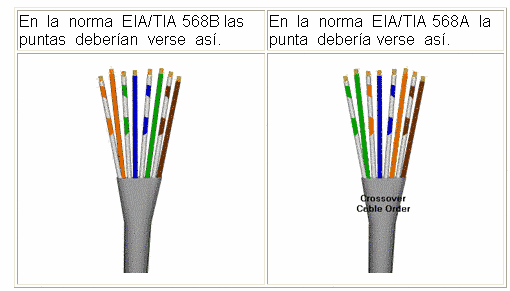 En la norma EIA/TIA 568B las
puntas deberían verse así.
En la norma EIA/TIA 568A la
punta debería verse así.
Crossover
Cable Order